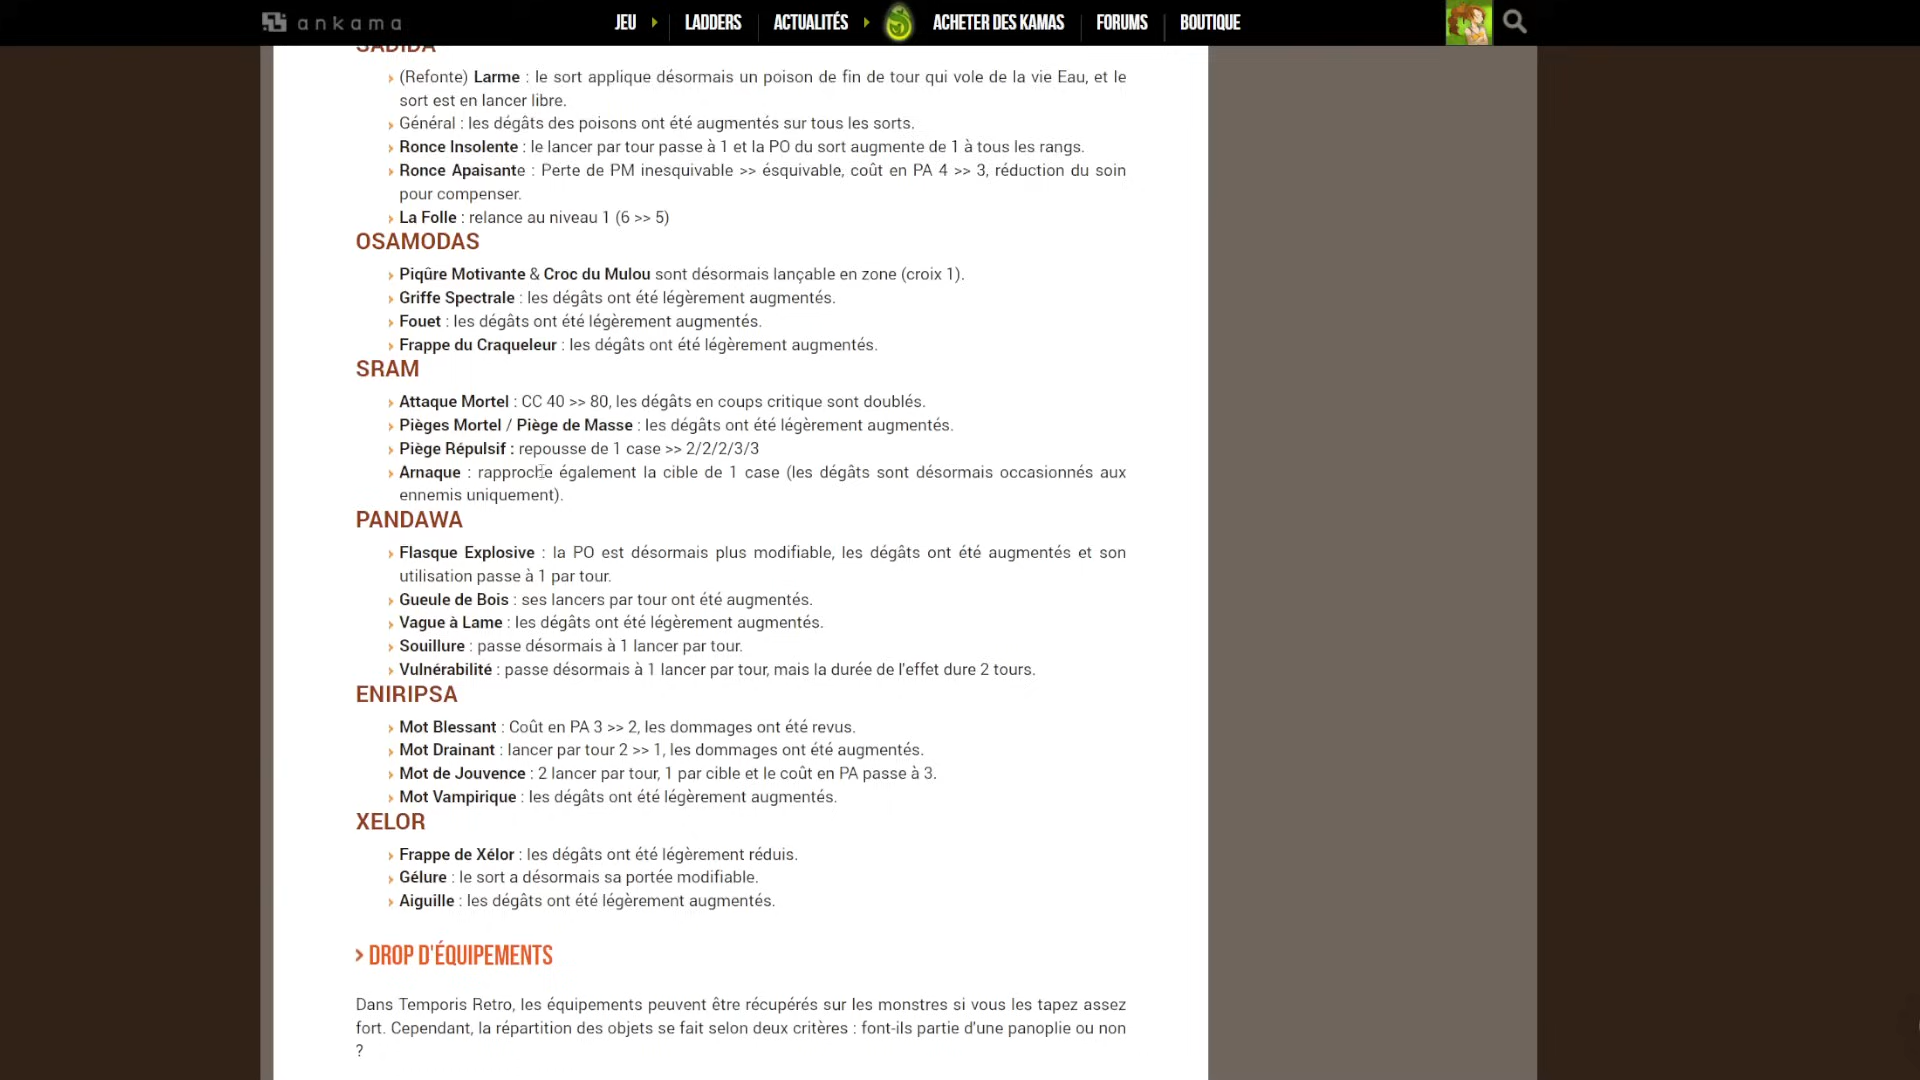 ankama
JEU
LADDERS
ACTUALITÉS
ACHETER DES KAMAS
FORUMS
BOUTIQUE
SADIDA
(Refonte) Larme : le sort applique désormais un poison de fin de tour qui vole de la vie Eau, et le
sort est en lancer libre.
Général : les dégâts des poisons ont été augmentés sur tous les sorts.
Ronce Insolente : le lancer par tour passe à 1 et la PO du sort augmente de 1 à tous les rangs.
Ronce Apaisante : Perte de PM inesquivable >> ésquivable, coût en PA 4 >> 3, réduction du soin
pour compenser.
La Folle : relance au niveau 1 (6 >> 5)
OSAMODAS
Piqûre Motivante & Croc du Mulou sont désormais lançable en zone (croix 1).
Griffe Spectrale : les dégâts ont été légèrement augmentés.
Fouet : les dégâts ont été légèrement augmentés.
Frappe du Craqueleur : les dégâts ont été légèrement augmentés.
SRAM
Attaque Mortel : CC 40 >> 80, les dégâts en coups critique sont doublés.
Pièges Mortel / Piège de Masse : les dégâts ont été légèrement augmentés.
Piège Répulsif : repousse de 1 case >> 2/2/2/3/3
Arnaque : rapproche également la cible de 1 case (les dégâts sont désormais occasionnés aux
ennemis uniquement).
PANDAWA
Flasque Explosive : la PO est désormais plus modifiable, les dégâts ont été augmentés et son
utilisation passe à 1 par tour.
Gueule de Bois : ses lancers par tour ont été augmentés.
Vague à Lame : les dégâts ont été légèrement augmentés.
Souillure : passe désormais à 1 lancer par tour.
Vulnérabilité : passe désormais à 1 lancer par tour, mais la durée de l'effet dure 2 tours.
ENIRIPSA
Mot Blessant : Coût en PA 3 >> 2, les dommages ont été revus.
Mot Drainant : lancer par tour 2 >> 1, les dommages ont été augmentés.
Mot de Jouvence : 2 lancer par tour, 1 par cible et le coût en PA passe à 3.
Mot Vampirique : les dégâts ont été légèrement augmentés.
XELOR
Frappe de Xélor : les dégâts ont été légèrement réduis.
Gélure : le sort a désormais sa portée modifiable.
Aiguille : les dégâts ont été légèrement augmentés.
> DROP D'ÉQUIPEMENTS
Dans Temporis Retro, les équipements peuvent être récupérés sur les monstres si vous les tapez assez
fort. Cependant, la répartition des objets se fait selon deux critères : font-ils partie d'une panoplie ou non
?